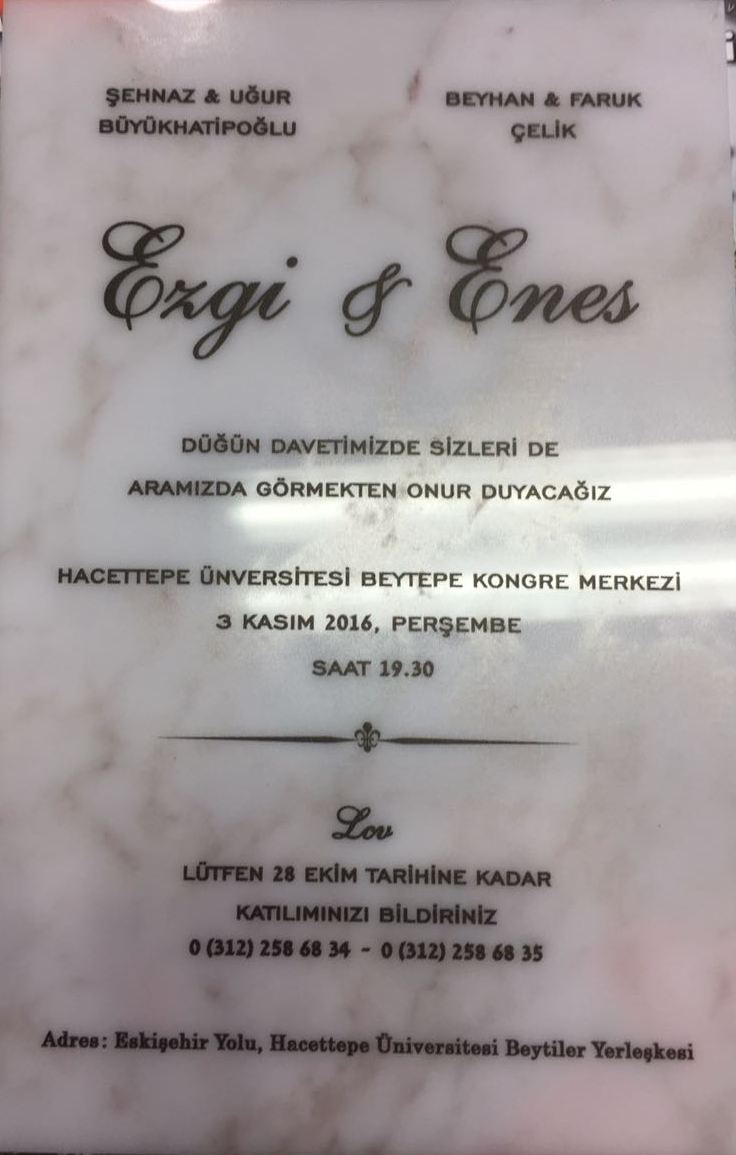 ŞEHNAZ & UĞUR
BÜYÜKHATİPOĞLU
BEYHAN & FARUK
ÇELİK
Ezgi & Enes
DÜĞÜN DAVETİMİZDE SİZLERİ DE
ARAMIZDA GÖRMEKTEN ONUR DUYACAĞIZ
HACETTEPE ÜNVERSİTESİ BEYTEPE KONGRE MERKEZİ
3 KASIM 2016, PERŞEMBE
SAAT 19.30
Lov
LÜTFEN 28 EKİM TARİHİNE KADAR
KATILIMINIZI BİLDİRİNİZ
0 (312) 258 68 34 - 0 (312) 258 68 35
Adres: Eskişehir Yolu, Hacettepe Üniversitesi Beytiler Yerleşkesi